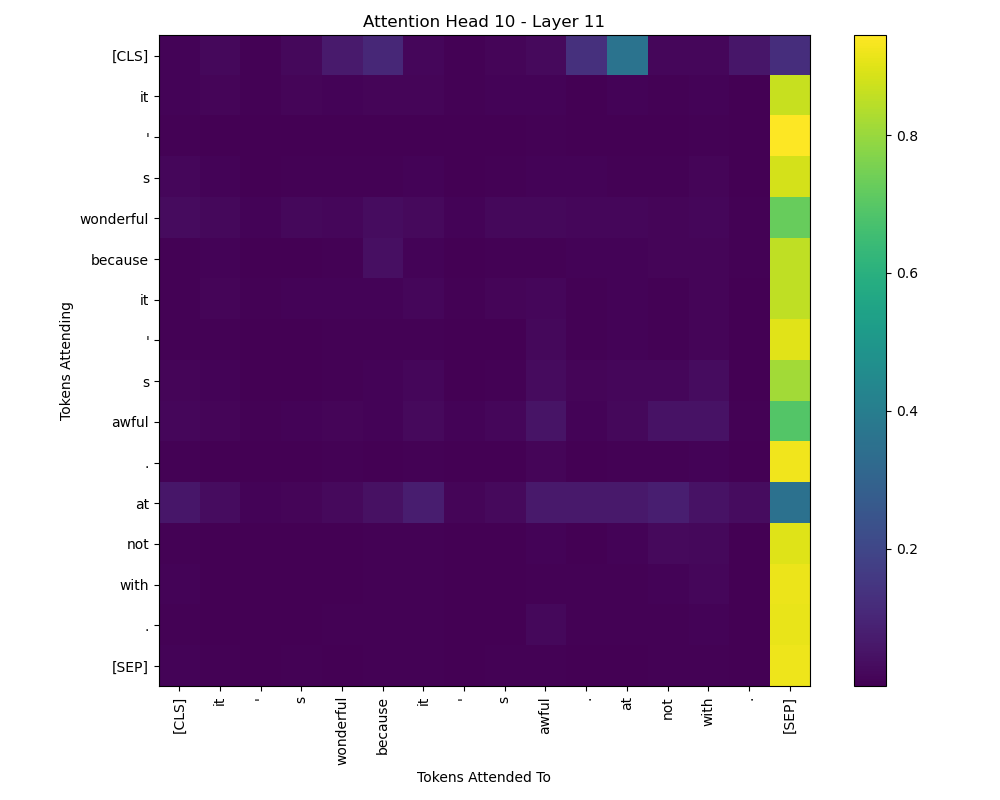 Attention Head 10 - Layer 11
[CLS]
it
'
s
wonderful
because
it
'
s
awful
.
at
not
with
.
[SEP]
Tokens Attending
[CLS]
it
'
s
wonderful
because
it
'
s
awful
.
at
not
with
.
[SEP]
Tokens Attended To
0.8
0.6
0.4
0.2